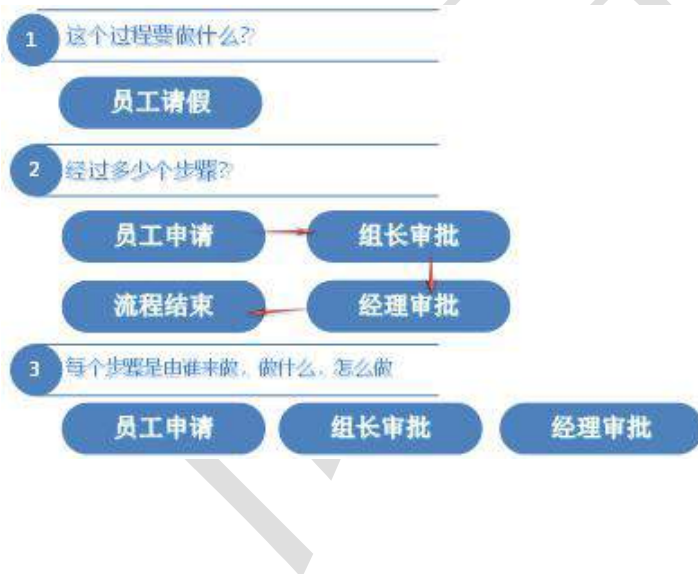 1 这个过程要做什么?
员工请假
2 经过多少个步骤?
员工申请 组长审批
流程结束 经理审批
3 每个步骤是由谁来做,做什么,怎么做
员工申请 组长审批 经理审批